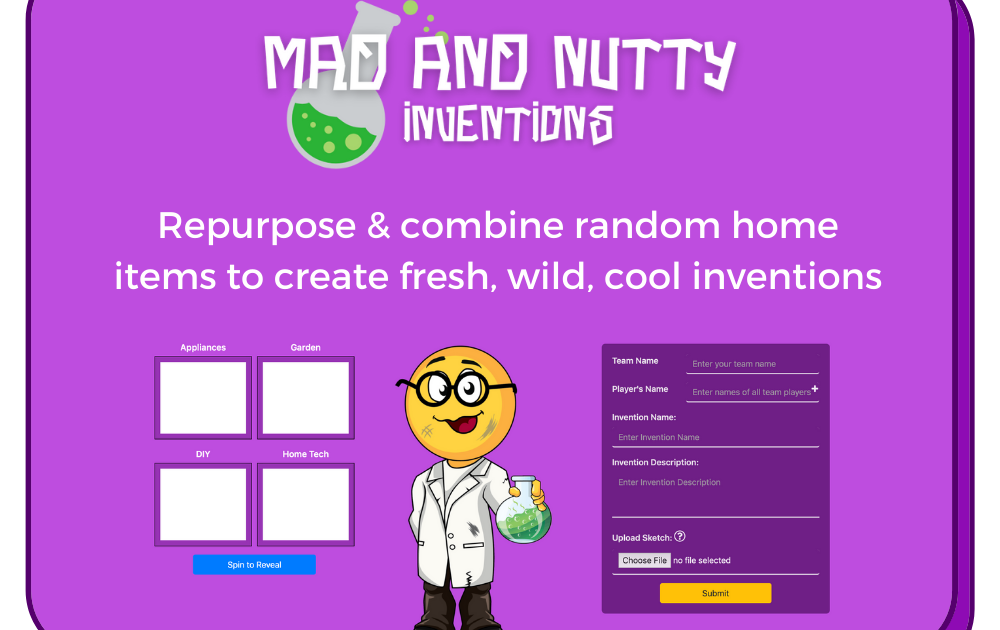 MAD AND NUTTY
INVENTIONS
Repurpose & combine random home
items to create fresh, wild, cool inventions
Appliances
Garden
DIY
Home Tech
Spin to Reveal
Team Name
Enter your team name
Player's Name
Enter names of all team players+
Invention Name:
Enter Invention Name
Invention Description:
Enter Invention Description
Upload Sketch: ?
Choose File no file selected
Submit